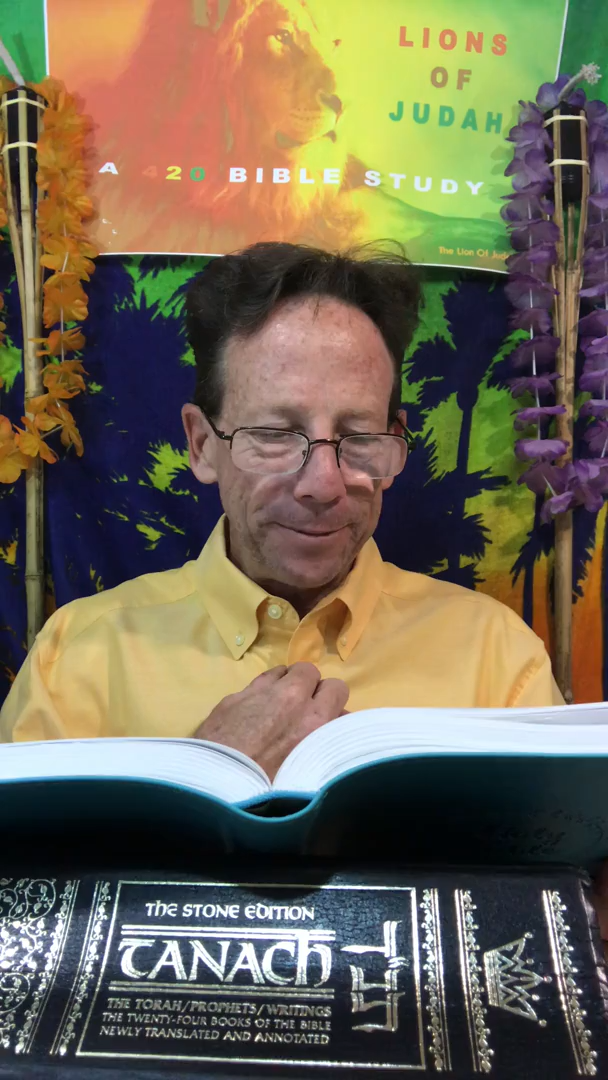 LIONS
OF
JUDAH
A 420 BIBLE STUDY
The Lion Of
THE STONE EDITION
TANACH
תנ״ך
THE TORAH/PROPHETS/WRITINGS
THE TWENTY-FOUR BOOKS OF THE BIBLE
NEWLY TRANSLATED AND ANNOTATED